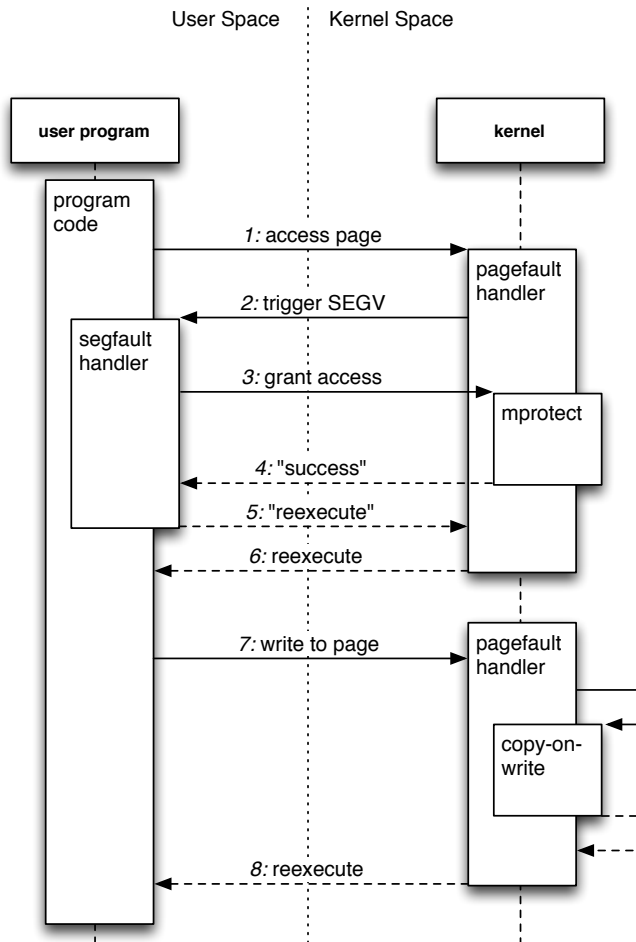 User Space
Kernel Space
user program
kernel
program
code
1: access page
pagefault
handler
2: trigger SEGV
segfault
handler
3: grant access
mprotect
4: "success"
5: "reexecute"
6: reexecute
7: write to page
pagefault
handler
copy-on-
write
8: reexecute